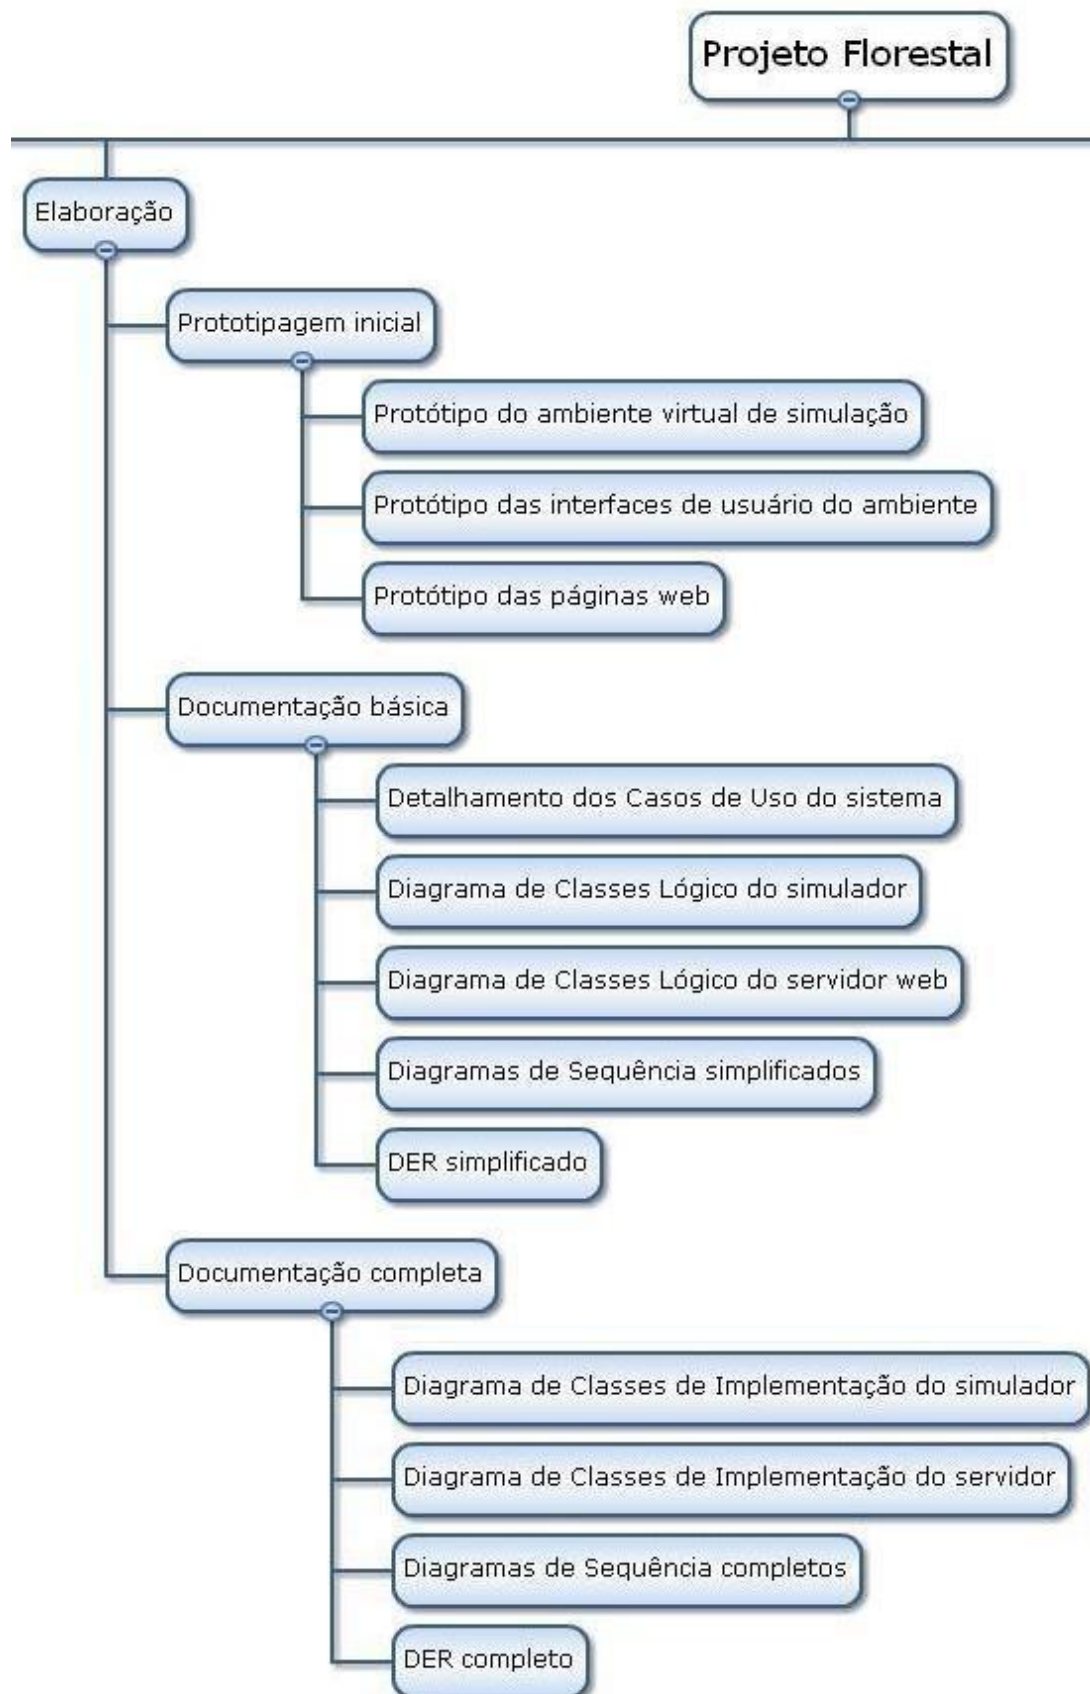 Projeto Florestal
Elaboração
Prototipagem inicial
Protótipo do ambiente virtual de simulação
Protótipo das interfaces de usuário do ambiente
Protótipo das páginas web
Documentação básica
Detalhamento dos Casos de Uso do sistema
Diagrama de Classes Lógico do simulador
Diagrama de Classes Lógico do servidor web
Diagramas de Sequência simplificados
DER simplificado
Documentação completa
Diagrama de Classes de Implementação do simulador
Diagrama de Classes de Implementação do servidor
Diagramas de Sequência completos
DER completo